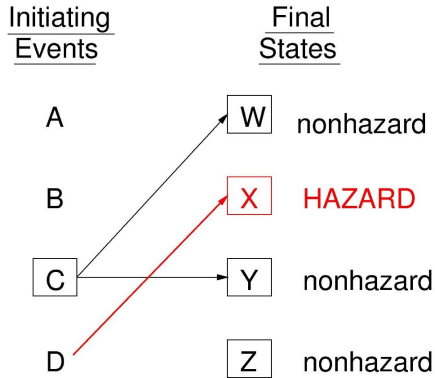 Initiating Final
Events States
A W nonhazard
B X HAZARD
C Y nonhazard
D Z nonhazard